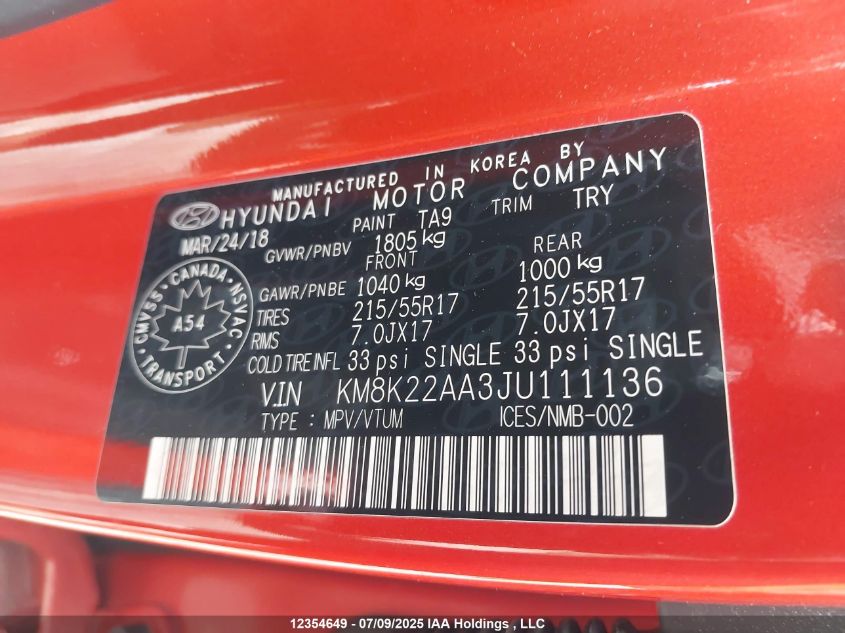 MANUFACTURED IN KOREA BY
HYUNDAI MOTOR COMPANY
MAR/24/18 PAINT TA9 TRIM TRY
GVWR/PNBV 1805 kg
FRONT REAR
GAWR/PNBE 1040 kg 1000 kg
TIRES 215/55R17 215/55R17
RIMS 7.0JX17 7.0JX17
COLD TIRE INFL 33 psi SINGLE 33 psi SINGLE
CMVSS · CANADA · NSVAC
A54
TRANSPORT
VIN KM8K22AA3JU111136
TYPE : MPV/VTUM ICES/NMB-002
12354649 - 07/09/2025 IAA Holdings , LLC